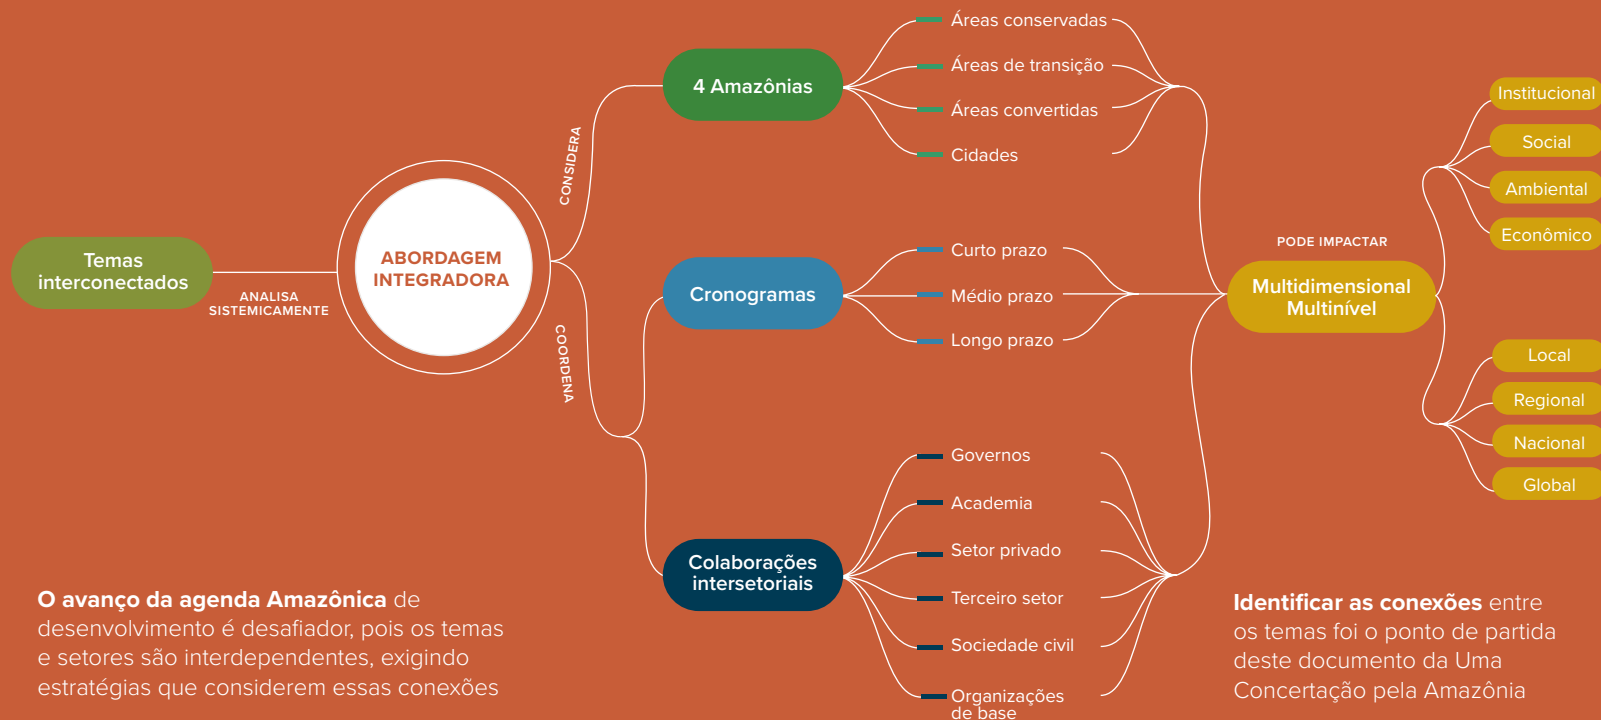 Temas
interconectados
ANALISA
SISTEMICAMENTE
ABORDAGEM
INTEGRADORA
CONSIDERA
COORDENA
4 Amazônias
Áreas conservadas
Áreas de transição
Áreas convertidas
Cidades
Cronogramas
Curto prazo
Médio prazo
Longo prazo
Colaborações
intersetoriais
Governos
Academia
Setor privado
Terceiro setor
Sociedade civil
Organizações
de base
PODE IMPACTAR
Multidimensional
Multinível
Institucional
Social
Ambiental
Econômico
Local
Regional
Nacional
Global
O avanço da agenda Amazônica de
desenvolvimento é desafiador, pois os temas
e setores são interdependentes, exigindo
estratégias que considerem essas conexões
Identificar as conexões entre
os temas foi o ponto de partida
deste documento da Uma
Concertação pela Amazônia